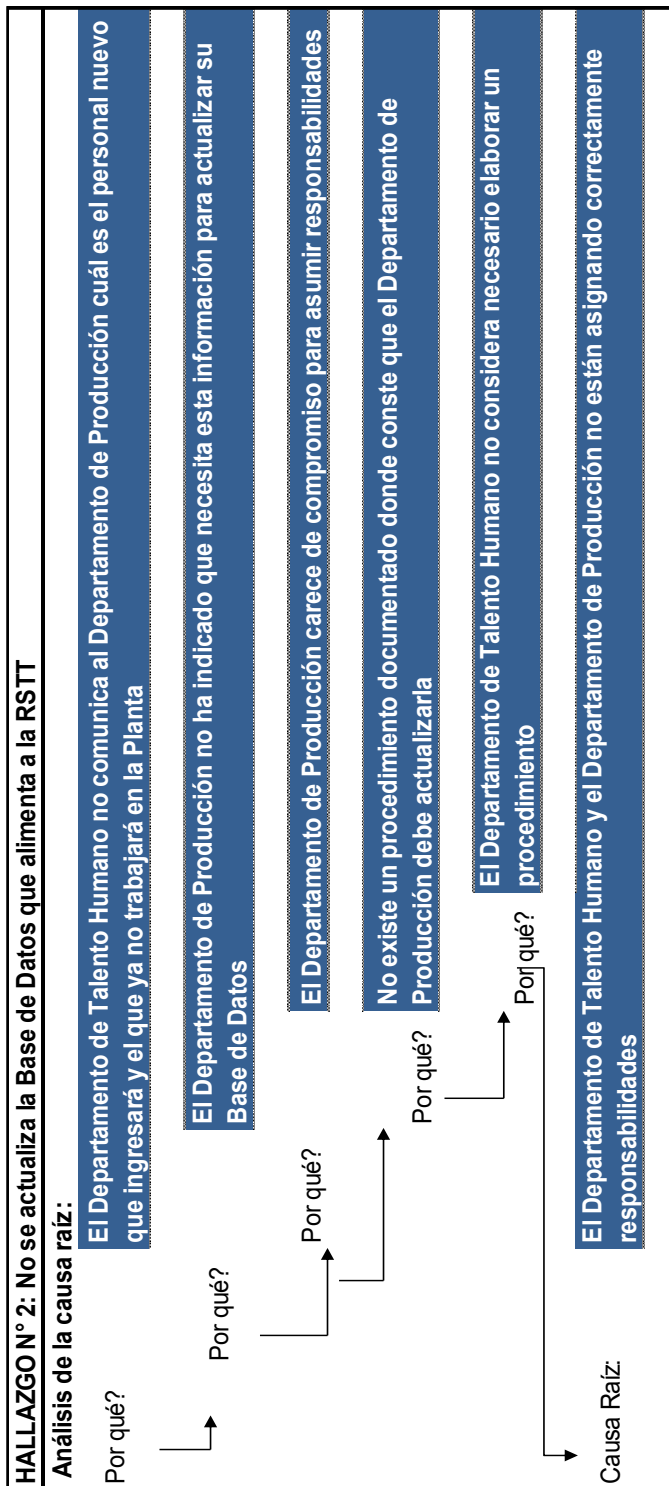 HALLAZGO N° 2: No se actualiza la Base de Datos que alimenta a la RSTT
Análisis de la causa raíz:
Por qué?
El Departamento de Talento Humano no comunica al Departamento de Producción cuál es el personal nuevo
que ingresará y el que ya no trabajará en la Planta
Por qué?
El Departamento de Producción no ha indicado que necesita esta información para actualizar su
Base de Datos
Por qué?
El Departamento de Producción carece de compromiso para asumir responsabilidades
Por qué?
No existe un procedimiento documentado donde conste que el Departamento de
Producción debe actualizarla
Por qué?
El Departamento de Talento Humano no considera necesario elaborar un
procedimiento
Causa Raíz:
El Departamento de Talento Humano y el Departamento de Producción no están asignando correctamente
responsabilidades